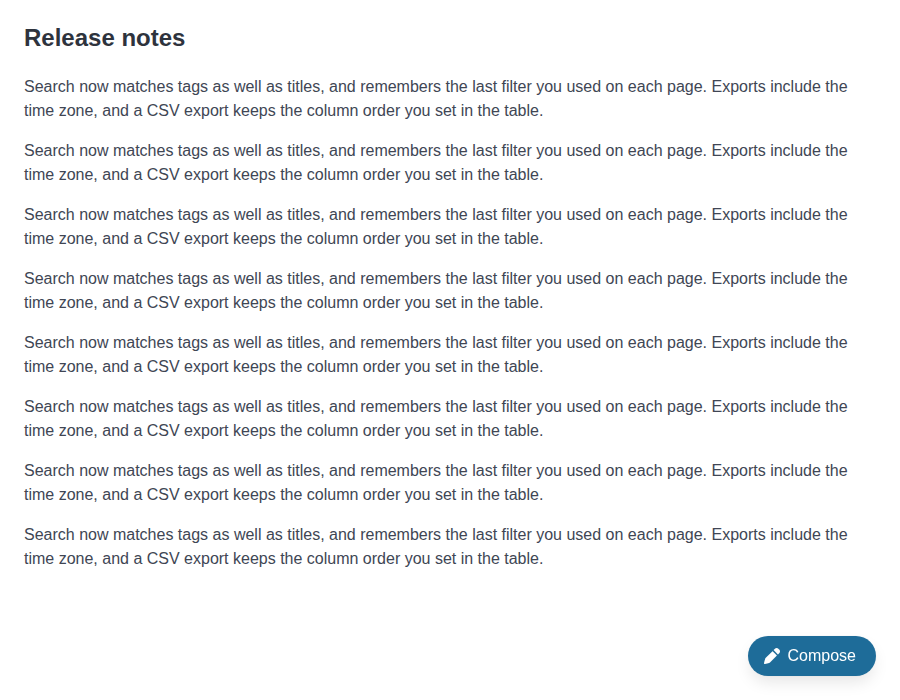 Release notes
Search now matches tags as well as titles, and remembers the last filter you used on each page. Exports include the
time zone, and a CSV export keeps the column order you set in the table.
Search now matches tags as well as titles, and remembers the last filter you used on each page. Exports include the
time zone, and a CSV export keeps the column order you set in the table.
Search now matches tags as well as titles, and remembers the last filter you used on each page. Exports include the
time zone, and a CSV export keeps the column order you set in the table.
Search now matches tags as well as titles, and remembers the last filter you used on each page. Exports include the
time zone, and a CSV export keeps the column order you set in the table.
Search now matches tags as well as titles, and remembers the last filter you used on each page. Exports include the
time zone, and a CSV export keeps the column order you set in the table.
Search now matches tags as well as titles, and remembers the last filter you used on each page. Exports include the
time zone, and a CSV export keeps the column order you set in the table.
Search now matches tags as well as titles, and remembers the last filter you used on each page. Exports include the
time zone, and a CSV export keeps the column order you set in the table.
Search now matches tags as well as titles, and remembers the last filter you used on each page. Exports include the
time zone, and a CSV export keeps the column order you set in the table.
Compose